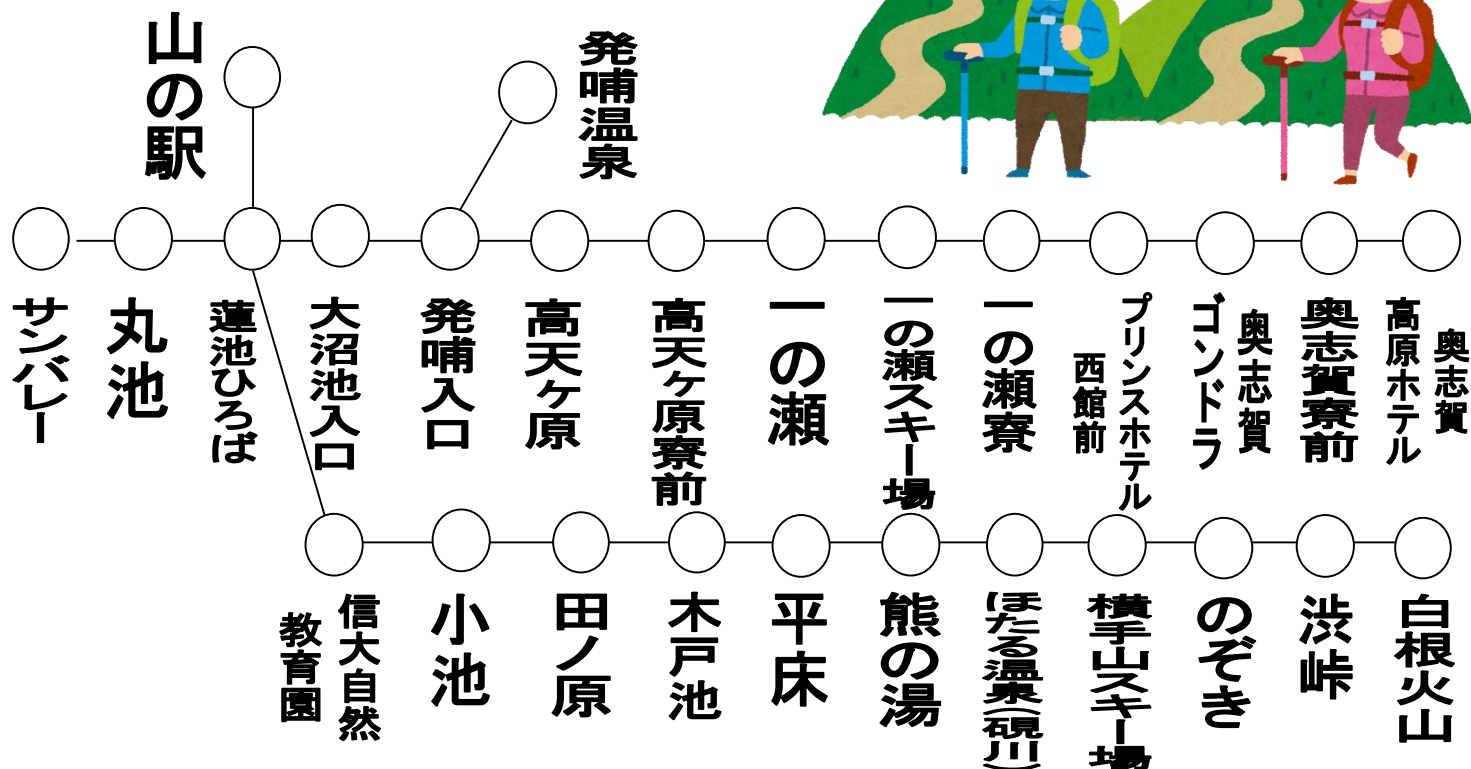 山の駅
発哺温泉
サンバレー
丸池
蓮池ひろば
大沼池入口
発哺入口
高天ヶ原
高天ヶ原寮前
一の瀬
一の瀬スキー場
一の瀬寮
プリンスホテル
西館前
奥志賀
ゴンドラ
奥志賀寮前
奥志賀
高原ホテル
信大自然
教育園
小池
田ノ原
木戸池
平床
熊の湯
ほたる温泉(硯川)
横手山スキー場
のぞき
渋峠
白根火山